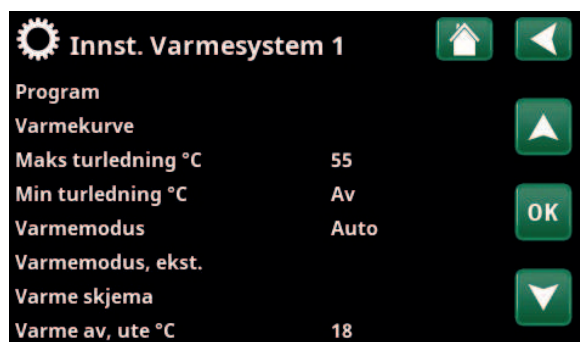 Innst. Varmesystem 1
Program
Varmekurve
Maks turledning °C 55
Min turledning °C Av
Varmemodus Auto
Varmemodus, ekst.
Varme skjema
Varme av, ute °C 18
OK